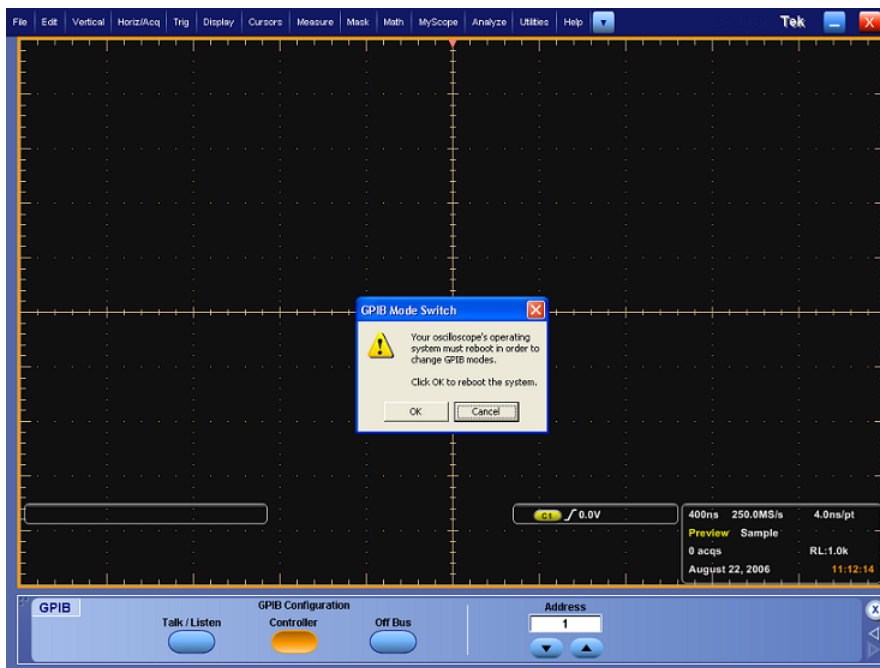 File Edit Vertical Horiz/Acq Trig Display Cursors Measure Mask Math MyScope Analyze Utilities Help Tek
GPIB Mode Switch
Your oscilloscope's operating
system must reboot in order to
change GPIB modes.
Click OK to reboot the system.
OK Cancel
C1 0.0V
400ns 250.0MS/s 4.0ns/pt
Preview Sample
0 acqs RL:1.0k
August 22, 2006 11:12:14
GPIB
GPIB Configuration
Talk / Listen Controller Off Bus
Address
1